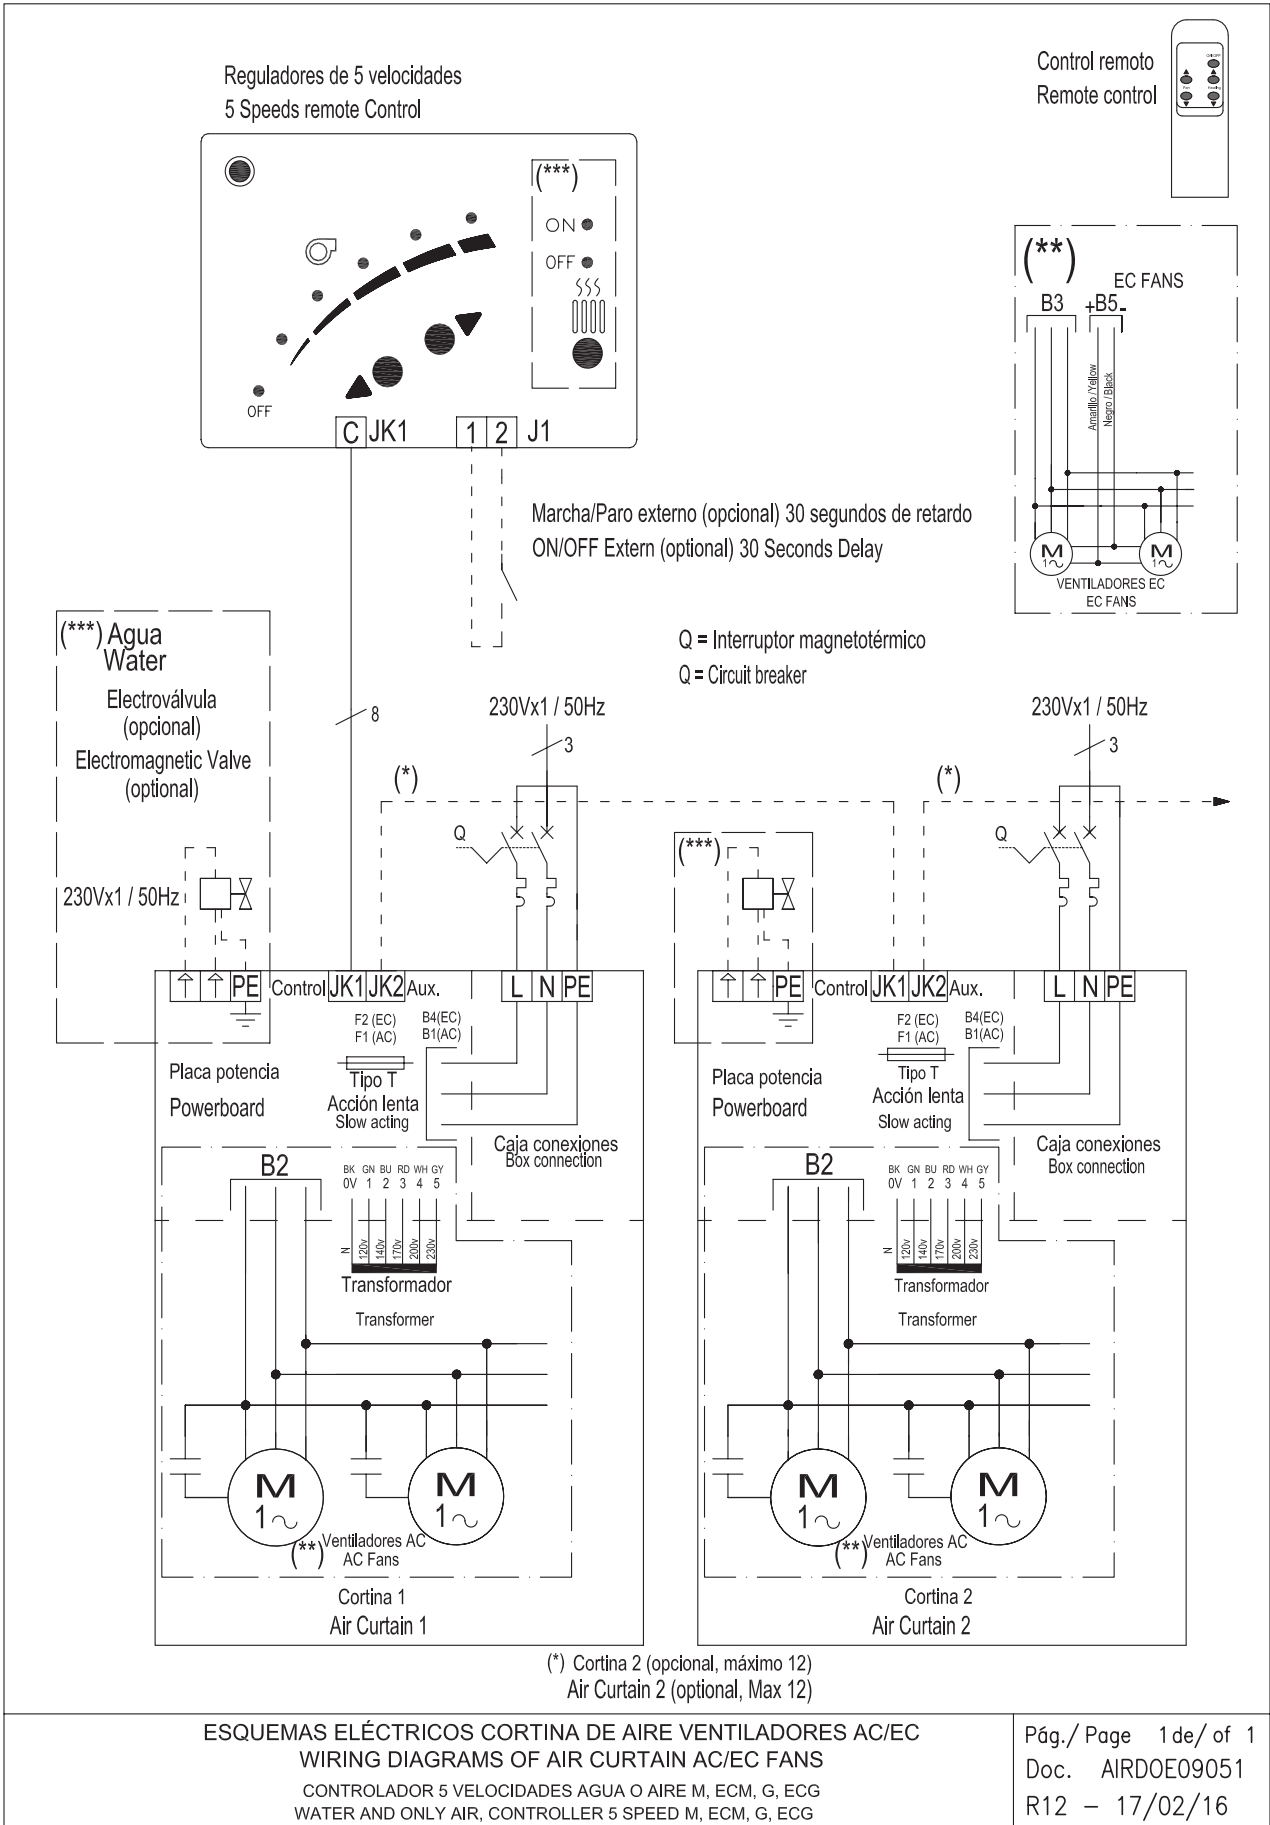 Reguladores de 5 velocidades
5 Speeds remote Control
Control remoto
Remote control
ON/OFF
Fan
Heating
(***)
ON
OFF
OFF
C JK1
1 2 J1
(**)
EC FANS
B3 +B5-
Amarillo /Yellow
Negro / Black
M
1~
M
1~
VENTILADORES EC
EC FANS
Marcha/Paro externo (opcional) 30 segundos de retardo
ON/OFF Extern (optional) 30 Seconds Delay
Q = Interruptor magnetotérmico
Q = Circuit breaker
(***) Agua
Water
Electroválvula
(opcional)
Electromagnetic Valve
(optional)
230Vx1 / 50Hz
8
230Vx1 / 50Hz
3
(*)
Q
230Vx1 / 50Hz
3
(*)
Q
(***)
PE
Control JK1 JK2 Aux.
L N PE
F2 (EC)
F1 (AC)
B4(EC)
B1(AC)
Tipo T
Acción lenta
Slow acting
Placa potencia
Powerboard
Caja conexiones
Box connection
B2
BK GN BU RD WH GY
0V 1 2 3 4 5
N 120v 140v 170v 200v 230v
Transformador
Transformer
M
1~
M
1~
(**) Ventiladores AC
AC Fans
Cortina 1
Air Curtain 1
PE
Control JK1 JK2 Aux.
L N PE
F2 (EC)
F1 (AC)
B4(EC)
B1(AC)
Tipo T
Acción lenta
Slow acting
Placa potencia
Powerboard
Caja conexiones
Box connection
B2
BK GN BU RD WH GY
0V 1 2 3 4 5
N 120v 140v 170v 200v 230v
Transformador
Transformer
M
1~
M
1~
(**) Ventiladores AC
AC Fans
Cortina 2
Air Curtain 2
(*) Cortina 2 (opcional, máximo 12)
Air Curtain 2 (optional, Max 12)
ESQUEMAS ELÉCTRICOS CORTINA DE AIRE VENTILADORES AC/EC
WIRING DIAGRAMS OF AIR CURTAIN AC/EC FANS
CONTROLADOR 5 VELOCIDADES AGUA O AIRE M, ECM, G, ECG
WATER AND ONLY AIR, CONTROLLER 5 SPEED M, ECM, G, ECG
Pág./ Page 1 de/ of 1
Doc. AIRDOE09051
R12 – 17/02/16